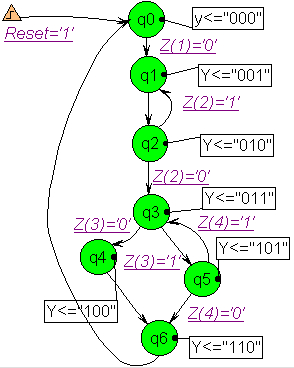 q0
y<="000"
Reset='1'
Z(1)='0'
q1
Y<="001"
Z(2)='1'
q2
Y<="010"
Z(2)='0'
Y<="011"
q3
Z(3)='0'
Z(4)='1'
q4
Z(3)='1'
Y<="101"
q5
Y<="100"
Z(4)='0'
q6
Y<="110"